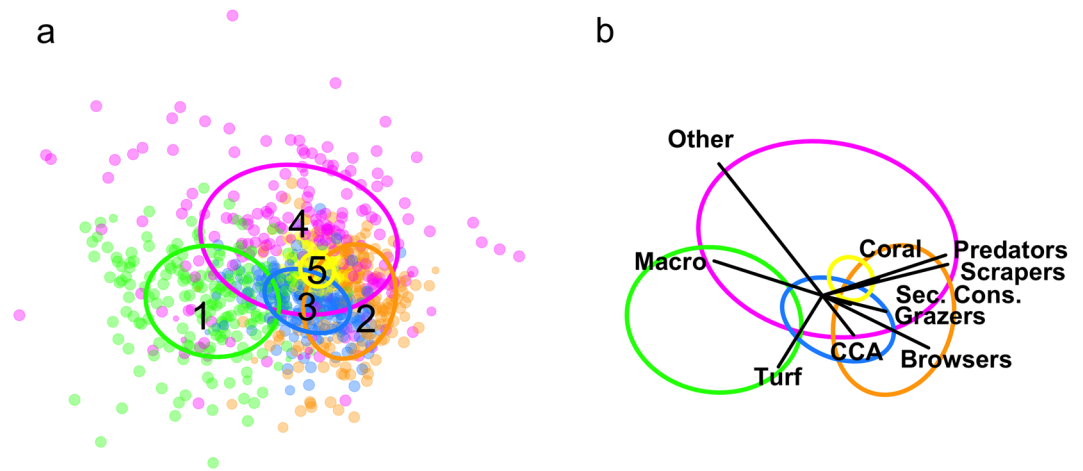 a
b
4
5
3
1
2
Other
Macro
Coral
Predators
Scrapers
Sec. Cons.
Grazers
CCA
Browsers
Turf